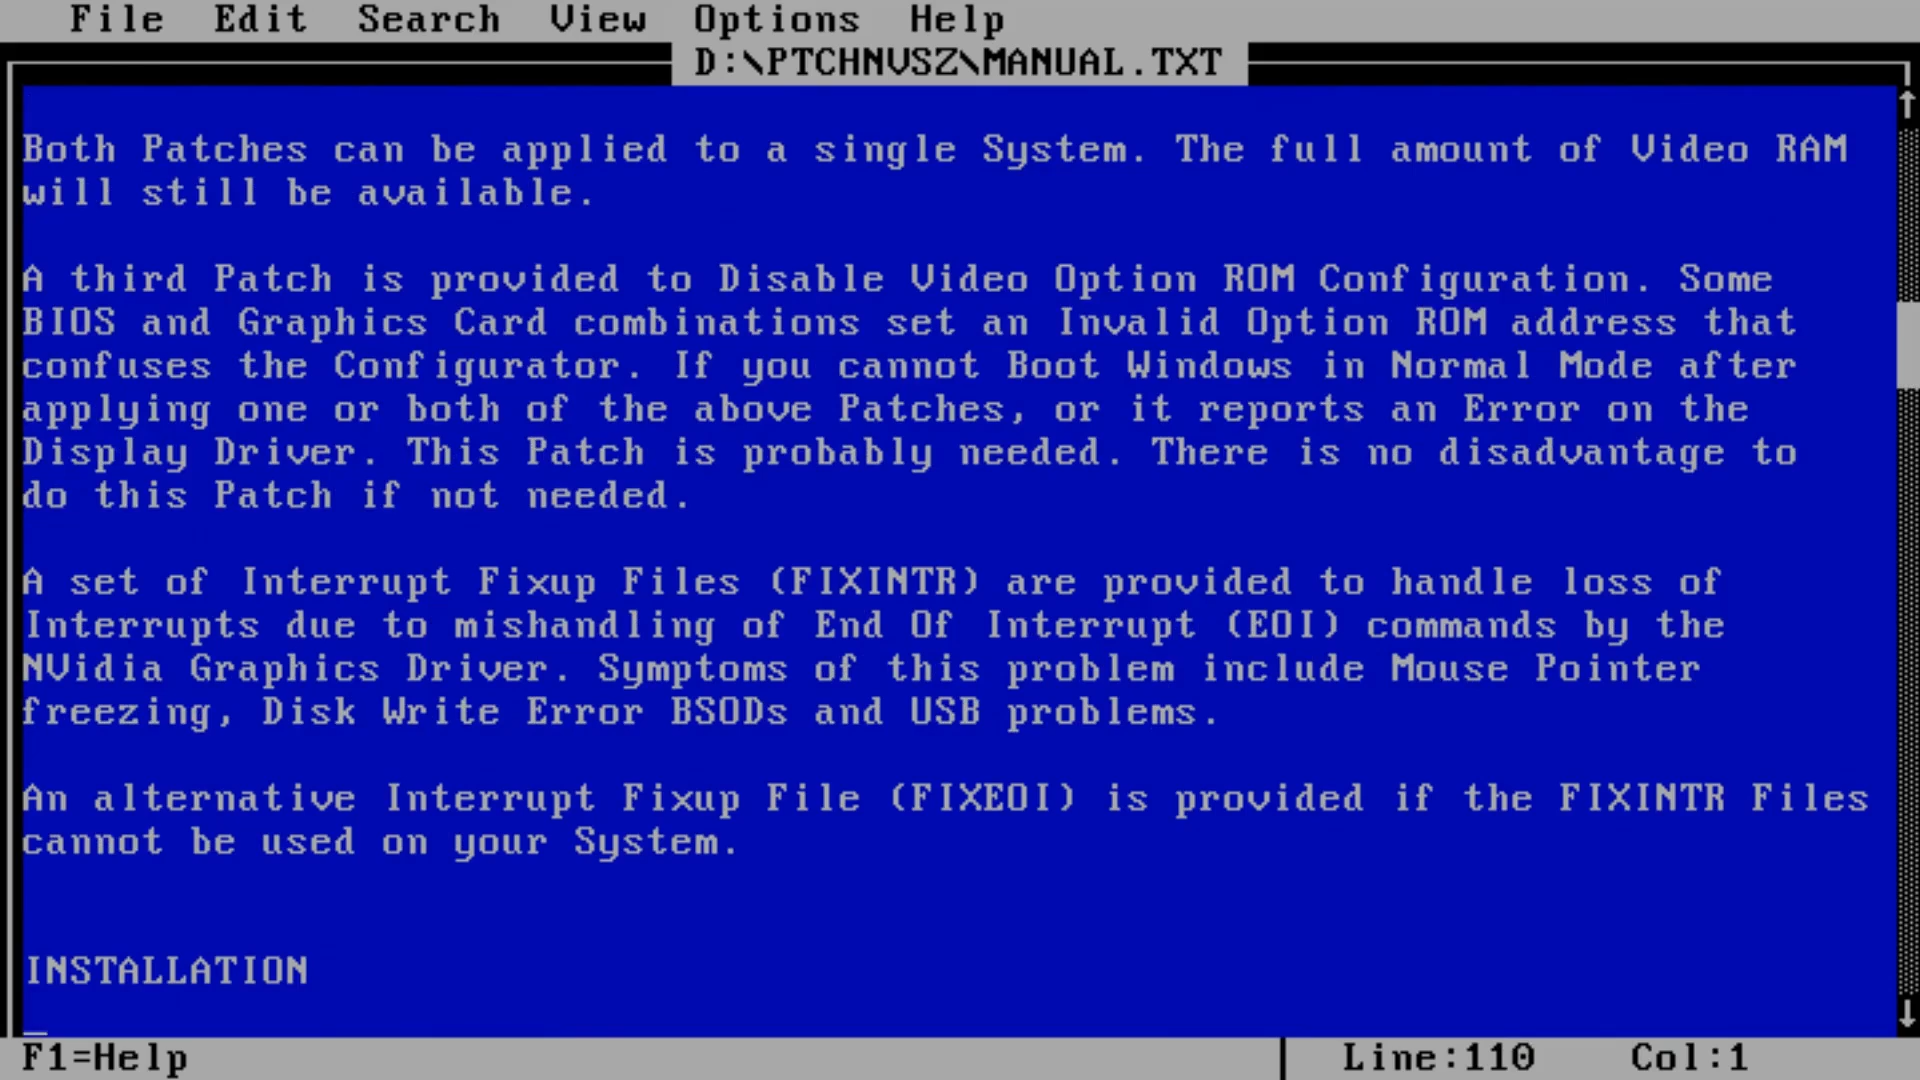 File Edit Search View Options Help
D:\PTCHNVSZ\MANUAL.TXT
Both Patches can be applied to a single System. The full amount of Video RAM
will still be available.
A third Patch is provided to Disable Video Option ROM Configuration. Some
BIOS and Graphics Card combinations set an Invalid Option ROM address that
confuses the Configurator. If you cannot Boot Windows in Normal Mode after
applying one or both of the above Patches, or it reports an Error on the
Display Driver. This Patch is probably needed. There is no disadvantage to
do this Patch if not needed.
A set of Interrupt Fixup Files (FIXINTR) are provided to handle loss of
Interrupts due to mishandling of End Of Interrupt (EOI) commands by the
NVidia Graphics Driver. Symptoms of this problem include Mouse Pointer
freezing, Disk Write Error BSODs and USB problems.
An alternative Interrupt Fixup File (FIXEOI) is provided if the FIXINTR Files
cannot be used on your System.
INSTALLATION
F1=Help Line:110 Col:1